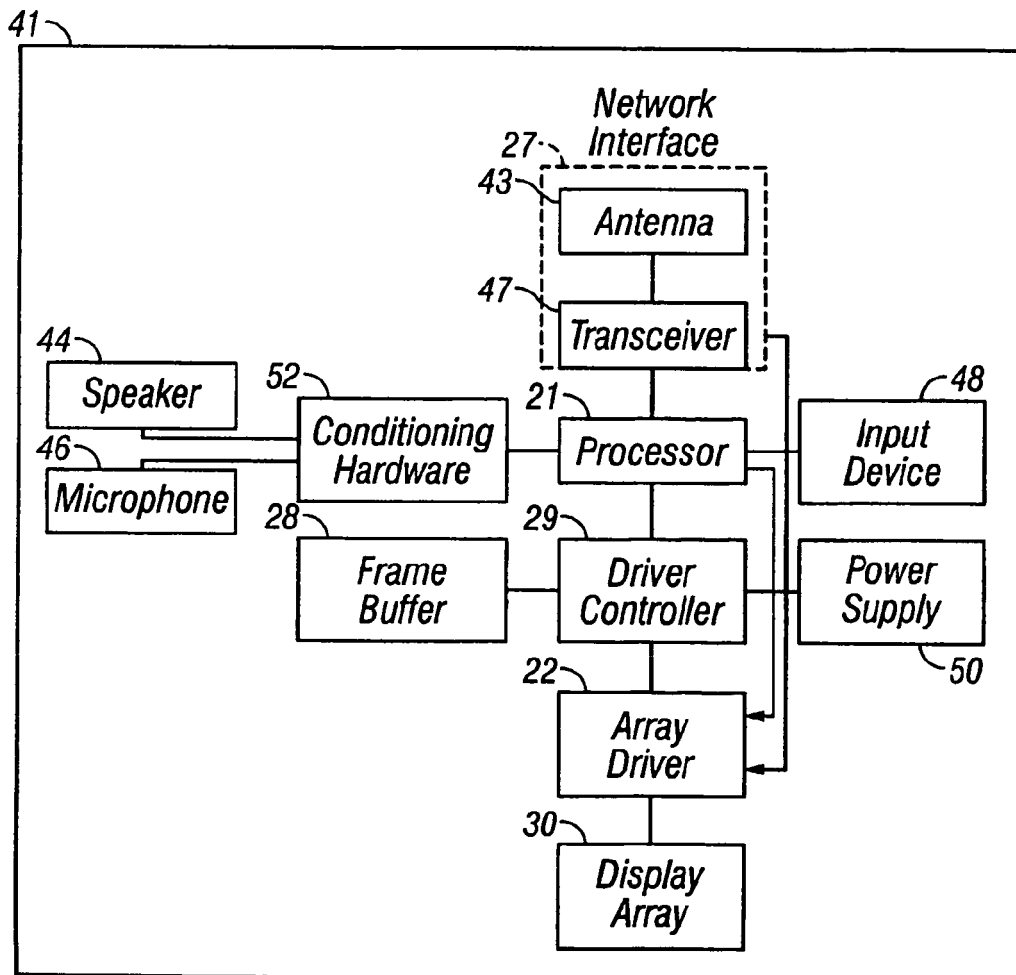 41
Network
Interface
27
43
Antenna
47
Transceiver
44
Speaker
52
Conditioning
Hardware
21
Processor
48
Input
Device
46
Microphone
28
Frame
Buffer
29
Driver
Controller
Power
Supply
50
22
Array
Driver
30
Display
Array